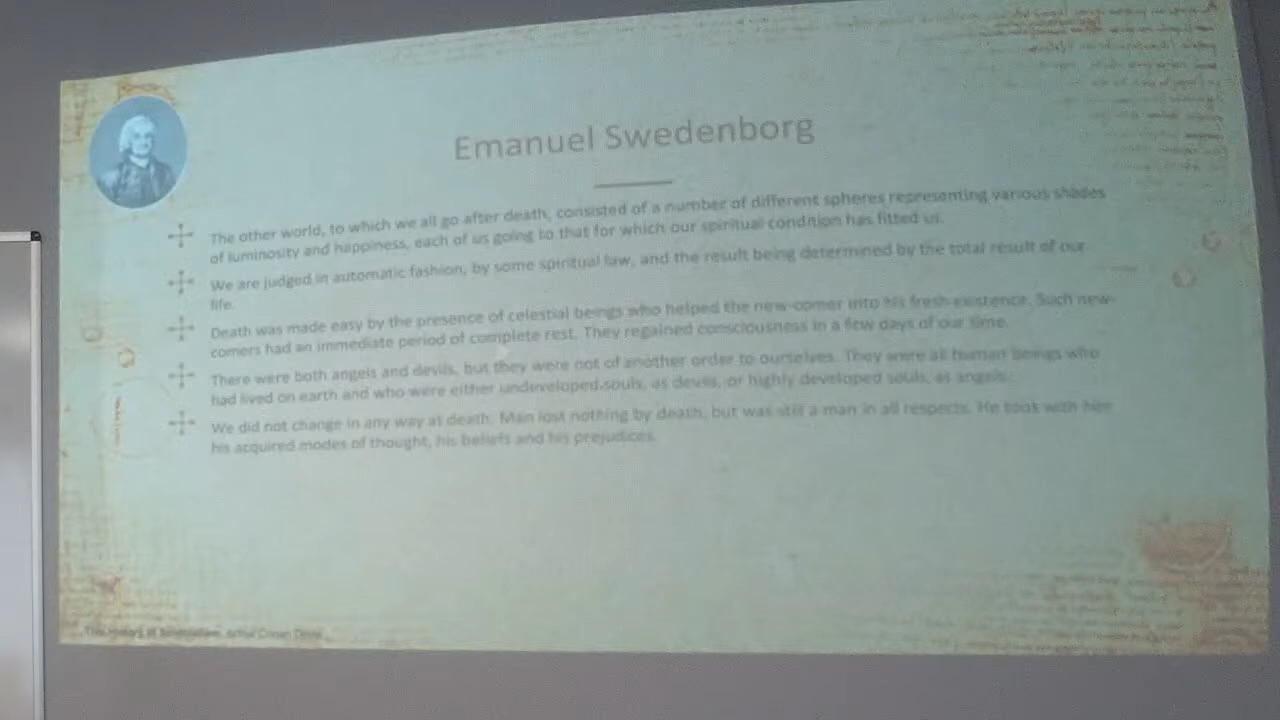 Emanuel Swedenborg
The other world, to which we all go after death, consisted of a number of different spheres representing various shades
of luminosity and happiness, each of us going to that for which our spiritual condition has fitted us.
We are judged in automatic fashion, by some spiritual law, and the result being determined by the total result of our
life.
Death was made easy by the presence of celestial beings who helped the new-comer into his fresh existence. Such new-
comers had an immediate period of complete rest. They regained consciousness in a few days of our time.
There were both angels and devils, but they were not of another order to ourselves. They were all human beings who
had lived on earth and who were either undeveloped souls, as devils, or highly developed souls, as angels.
We did not change in any way at death. Man lost nothing by death, but was still a man in all respects. He took with him
his acquired modes of thought, his beliefs and his prejudices.
The History of Spiritualism, Arthur Conan Doyle